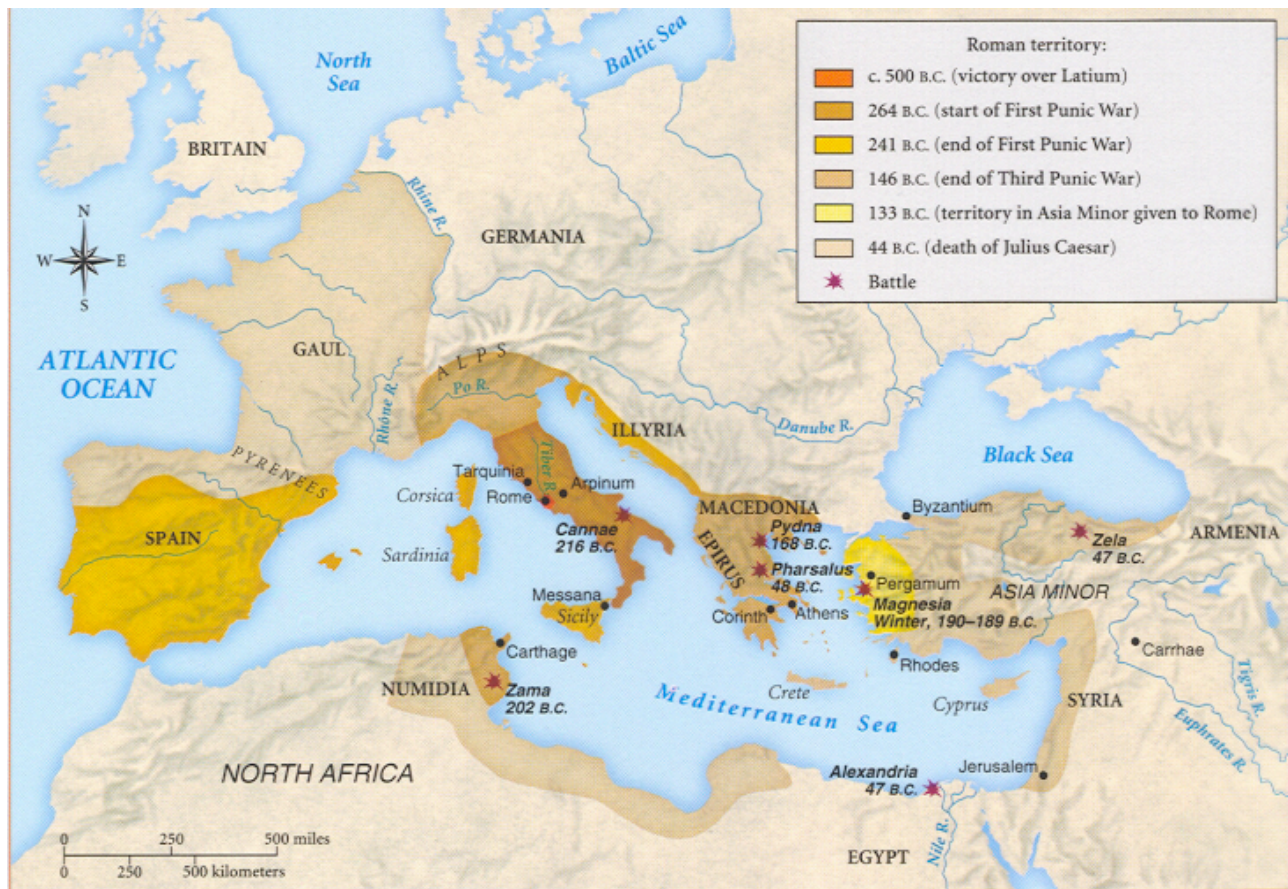 North
Sea
Baltic Sea
BRITAIN
Roman territory:
c. 500 B.C. (victory over Latium)
264 B.C. (start of First Punic War)
241 B.C. (end of First Punic War)
146 B.C. (end of Third Punic War)
133 B.C. (territory in Asia Minor given to Rome)
44 B.C. (death of Julius Caesar)
Battle
N
W E
S
Rhine R.
GERMANIA
ATLANTIC
OCEAN
GAUL
ALPS
Po R.
Rhône R.
Danube R.
ILLYRIA
Black Sea
PYRENEES
Tiber R.
Tarquinia
Arpinum
Rome
Corsica
Cannae
216 B.C.
SPAIN
Sardinia
MACEDONIA
Pydna
168 B.C.
EPIRUS
Pharsalus
48 B.C.
Byzantium
ARMENIA
Zela
47 B.C.
Pergamum
ASIA MINOR
Magnesia
Winter, 190–189 B.C.
Messana
Sicily
Corinth
Athens
Carthage
Rhodes
Carrhae
Tigris R.
NUMIDIA
Zama
202 B.C.
Crete
Cyprus
SYRIA
Mediterranean Sea
Euphrates R.
NORTH AFRICA
Alexandria
47 B.C.
Jerusalem
0 250 500 miles
0 250 500 kilometers
EGYPT
Nile R.